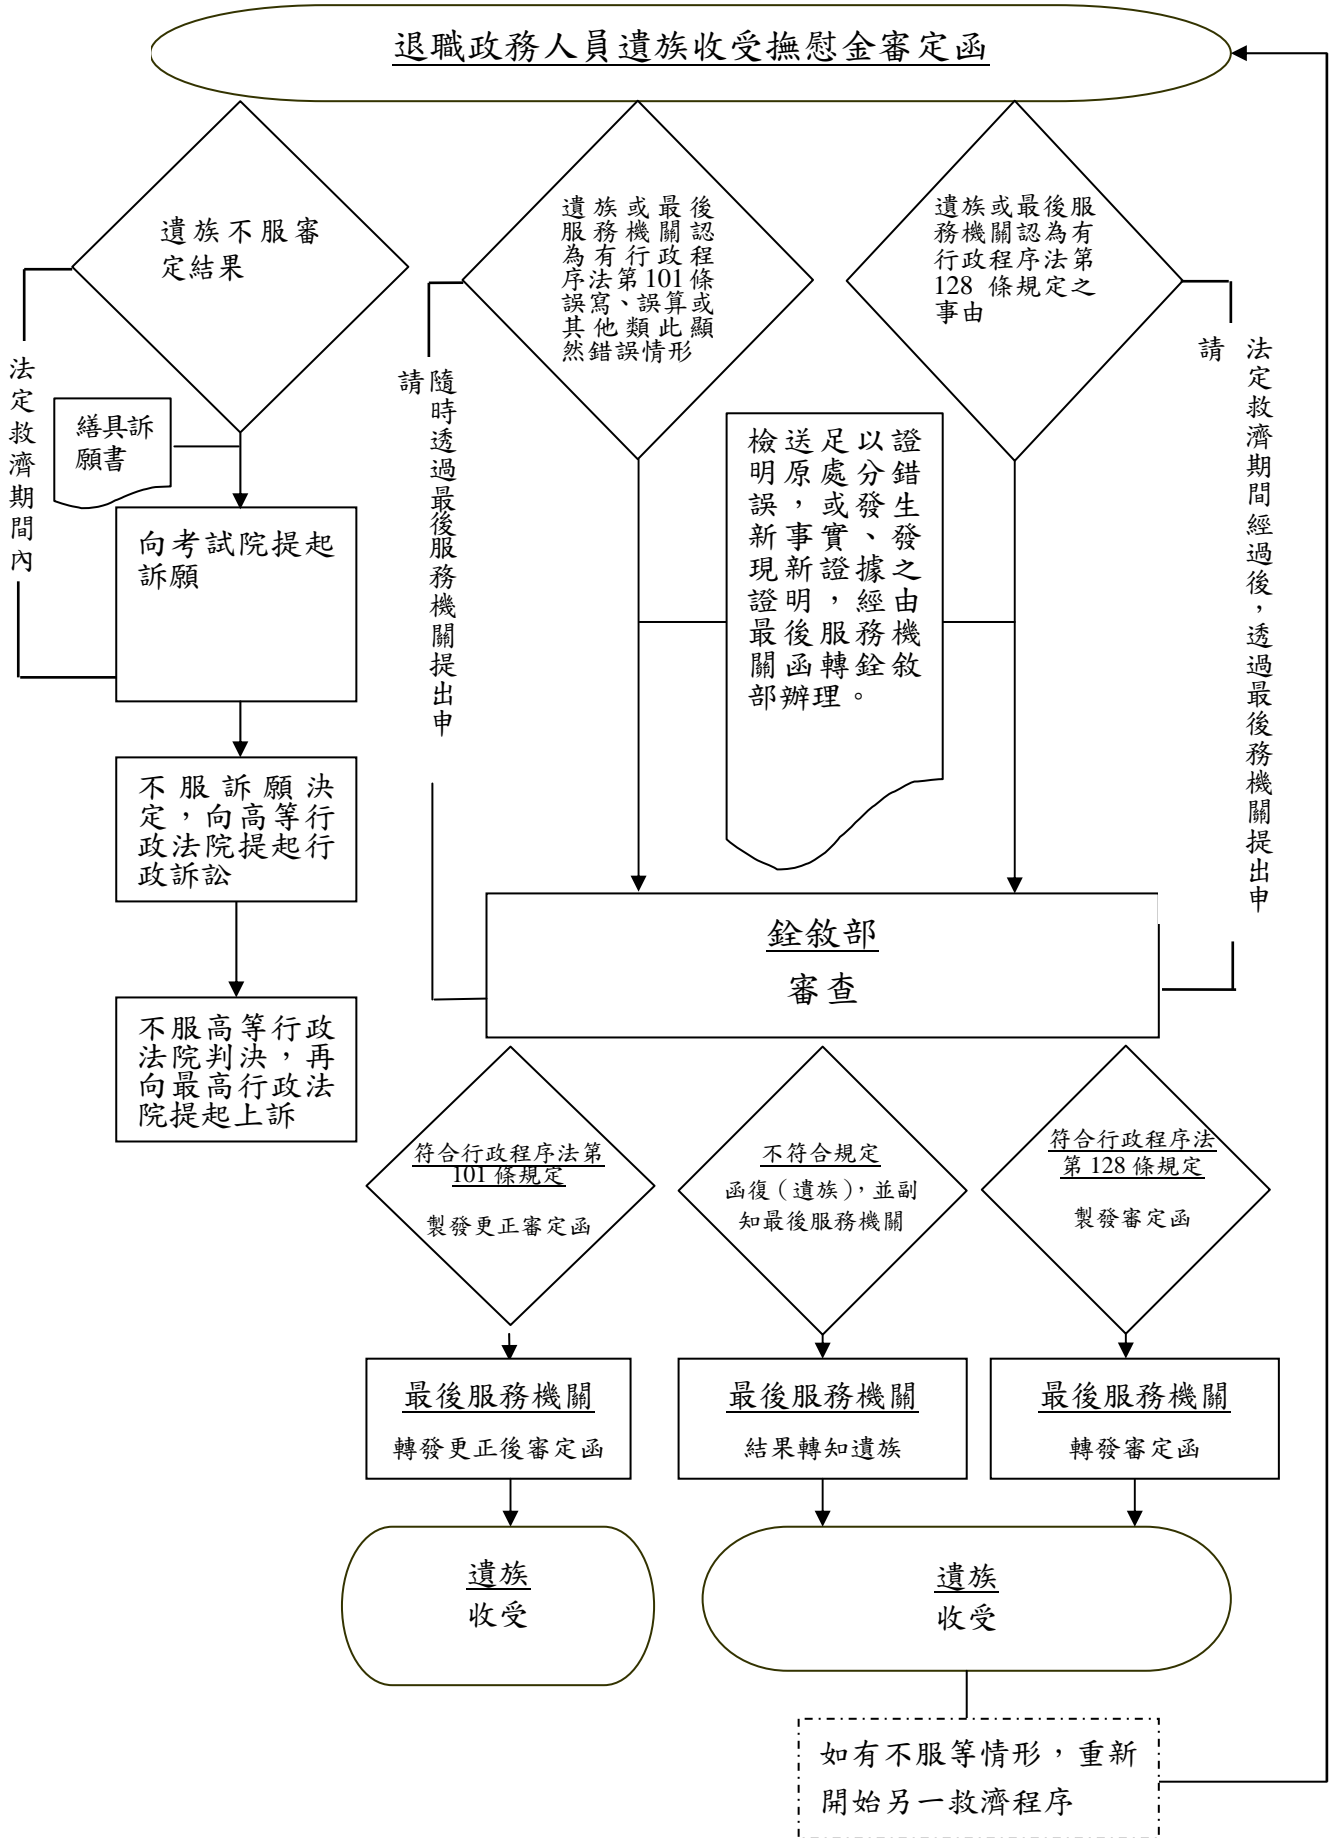 退職政務人員遺族收受撫慰金審定函
遺族不服審
定結果
遺族或最後
服務機關認
為有行政程
序法第101條
誤寫、誤算或
其他類此顯
然錯誤情形
遺族或最後服
務機關認為有
行政程序法第
128 條規定之
事由
法定救濟期間內
繕具訴
願書
向考試院提起
訴願
不服訴願決
定，向高等行
政法院提起行
政訴訟
不服高等行政
法院判決，再
向最高行政法
院提起上訴
隨時透過最後服務機關提出申
請
檢送足以證
明原處分錯
誤，或發生
新事實、發
現新證據之
證明，經由
最後服務機
關函轉銓敘
部辦理。
法定救濟期間經過後，透過最後務機關提出申
請
銓敘部
審查
符合行政程序法第
101 條規定
製發更正審定函
不符合規定
函復（遺族），並副
知最後服務機關
符合行政程序法
第 128 條規定
製發審定函
最後服務機關
轉發更正後審定函
最後服務機關
結果轉知遺族
最後服務機關
轉發審定函
遺族
收受
遺族
收受
如有不服等情形，重新
開始另一救濟程序